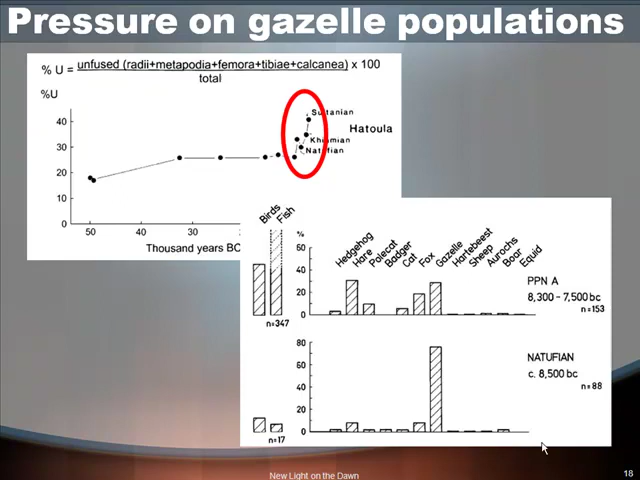 Pressure on gazelle populations
% U = unfused (radii+metapodia+femora+tibiae+calcanea) x 100
total
%U
40
30
20
10
0
50
40
30
Thousand years BC
Sultanian
Hatoula
Khiamian
Natufian
Birds
Fish
n=347
%
60
40
20
0
Hedgehog
Hare
Polecat
Badger
Cat
Fox
Gazelle
Hartebeest
Sheep
Aurochs
Boar
Equid
PPN A
8,300 - 7,500 bc
n=153
80
60
40
20
0
n=17
NATUFIAN
c. 8,500 bc
n=88
New Light on the Dawn
18